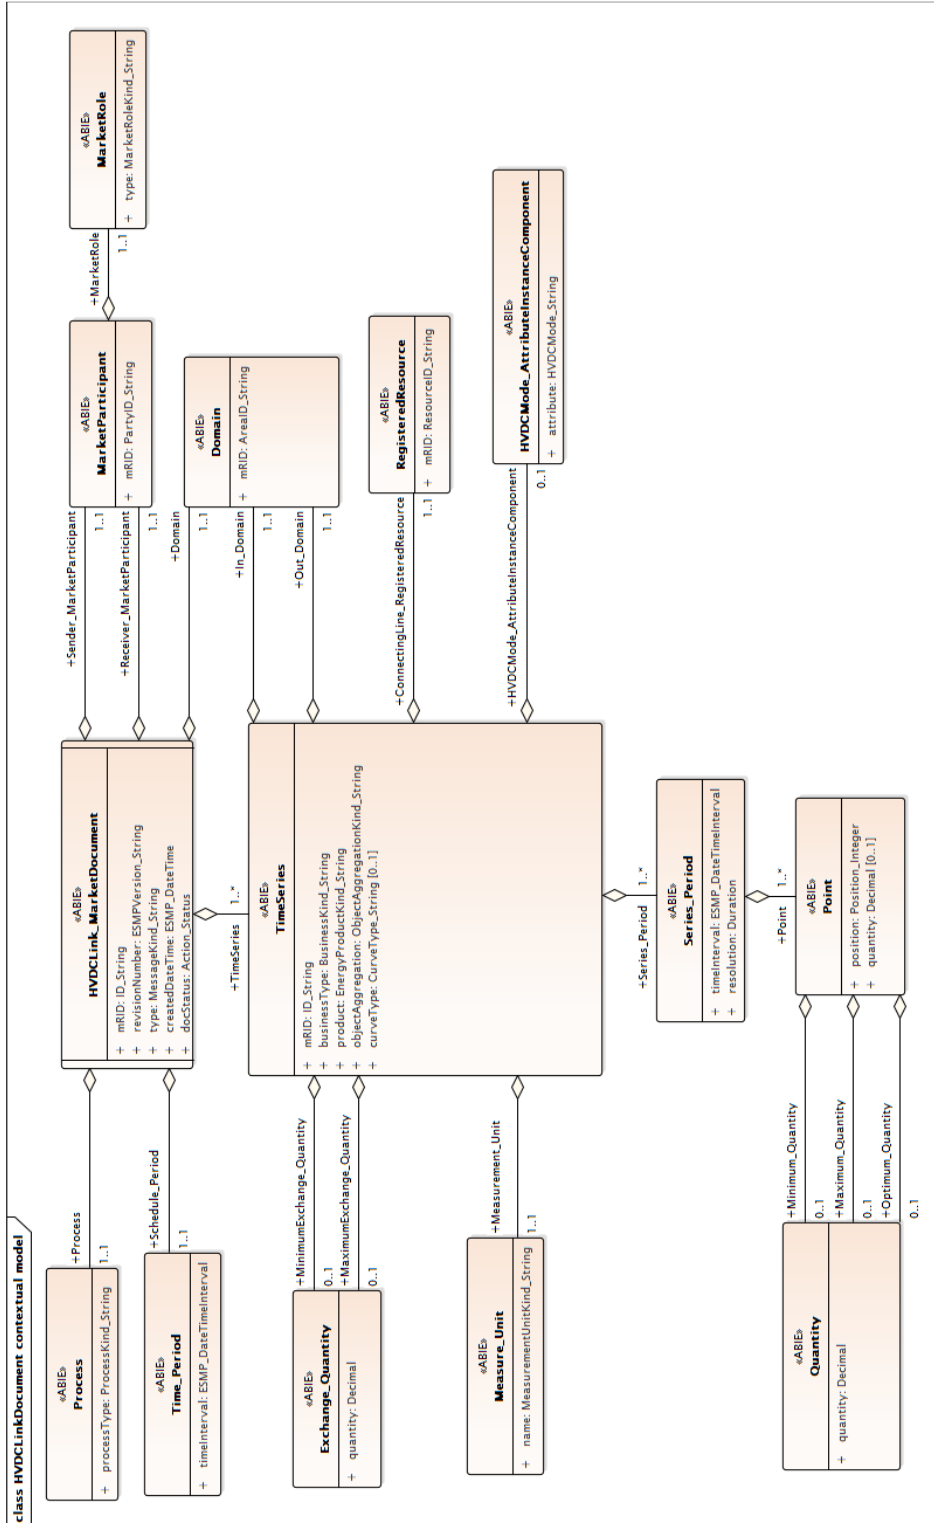 class HVDCLinkDocument contextual model
«ABIE»
Process
+ processType: ProcessKind_String
+Process
1..1
«ABIE»
Time_Period
+ timeInterval: ESMP_DateTimeInterval
+Schedule_Period
1..1
«ABIE»
HVDCLink_MarketDocument
+ mRID: ID_String
+ revisionNumber: ESMPVersion_String
+ type: MessageKind_String
+ createdDateTime: ESMP_DateTime
+ docStatus: Action_Status
+Sender_MarketParticipant
1..1
+Receiver_MarketParticipant
1..1
+Domain
1..1
«ABIE»
MarketParticipant
+ mRID: PartyID_String
+MarketRole
1..1
«ABIE»
MarketRole
+ type: MarketRoleKind_String
«ABIE»
Domain
+ mRID: AreaID_String
+In_Domain
1..1
+Out_Domain
1..1
+TimeSeries
1..*
«ABIE»
TimeSeries
+ mRID: ID_String
+ businessType: BusinessKind_String
+ product: EnergyProductKind_String
+ objectAggregation: ObjectAggregationKind_String
+ curveType: CurveType_String [0..1]
+MinimumExchange_Quantity
0..1
+MaximumExchange_Quantity
0..1
«ABIE»
Exchange_Quantity
+ quantity: Decimal
+ConnectingLine_RegisteredResource
1..1
«ABIE»
RegisteredResource
+ mRID: ResourceID_String
+Measurement_Unit
1..1
«ABIE»
Measure_Unit
+ name: MeasurementUnitKind_String
+HVDCMode_AttributeInstanceComponent
0..1
«ABIE»
HVDCMode_AttributeInstanceComponent
+ attribute: HVDCMode_String
+Series_Period
1..*
«ABIE»
Series_Period
+ timeInterval: ESMP_DateTimeInterval
+ resolution: Duration
+Point
1..*
«ABIE»
Point
+ position: Position_Integer
+ quantity: Decimal [0..1]
+Minimum_Quantity
0..1
+Maximum_Quantity
0..1
+Optimum_Quantity
0..1
«ABIE»
Quantity
+ quantity: Decimal